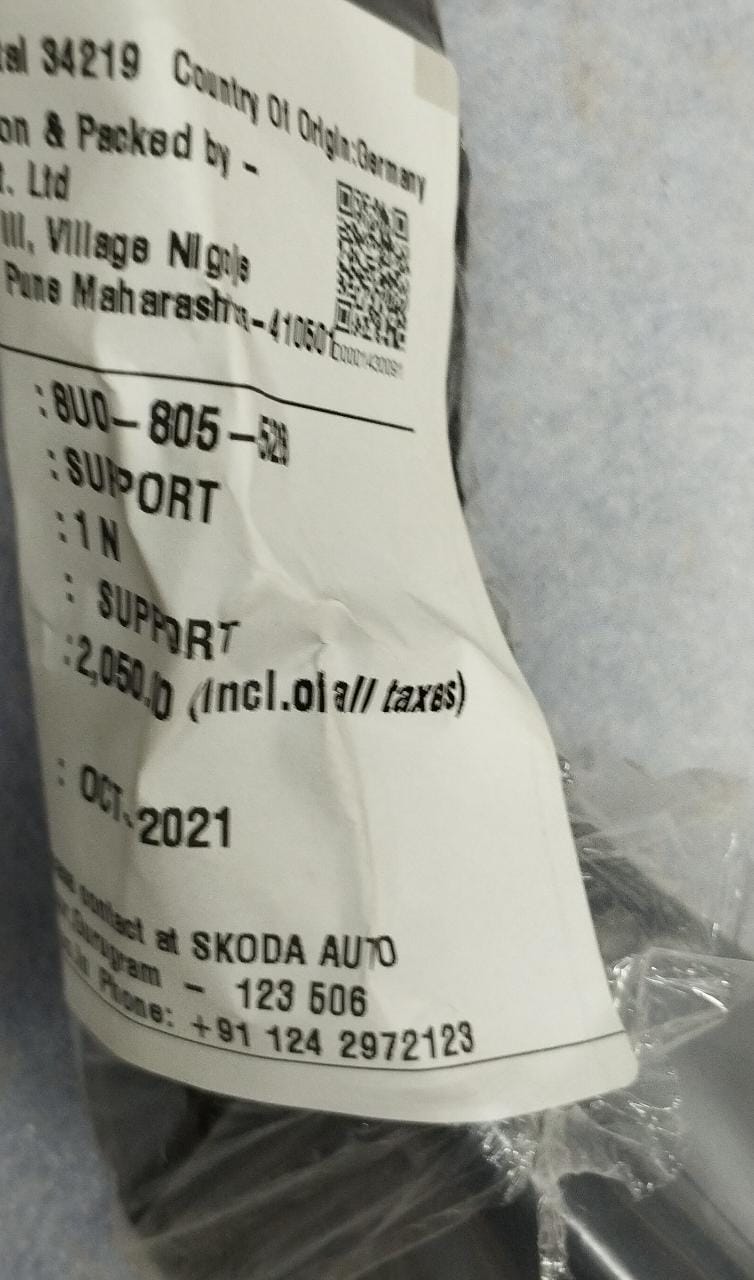 tal 34219 Country Of Origin:Germany
on & Packed by -
t. Ltd
III, Village Nigoje
Pune Maharashtra-410501
:8U0-805-
:SUPPORT
:1 N
: SUPPORT
:2,050.00 (Incl.of all taxes)
: OCT-2021
contact at SKODA AUTO
Gurugram - 123 506
Phone: +91 124 2972123